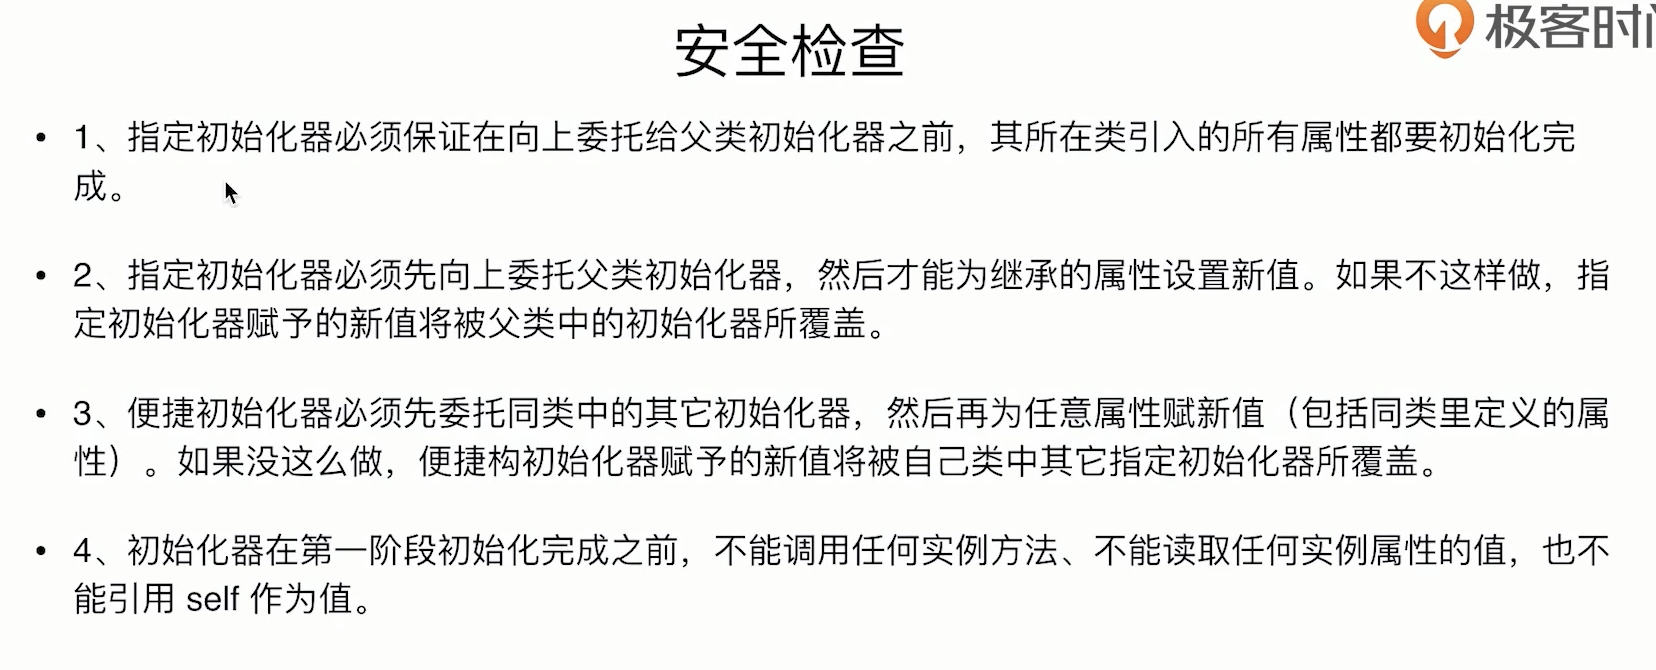 极客时
安全检查
• 1、指定初始化器必须保证在向上委托给父类初始化器之前，其所在类引入的所有属性都要初始化完
成。
• 2、指定初始化器必须先向上委托父类初始化器，然后才能为继承的属性设置新值。如果不这样做，指
定初始化器赋予的新值将被父类中的初始化器所覆盖。
• 3、便捷初始化器必须先委托同类中的其它初始化器，然后再为任意属性赋新值（包括同类里定义的属
性）。如果没这么做，便捷构初始化器赋予的新值将被自己类中其它指定初始化器所覆盖。
• 4、初始化器在第一阶段初始化完成之前，不能调用任何实例方法、不能读取任何实例属性的值，也不
能引用 self 作为值。